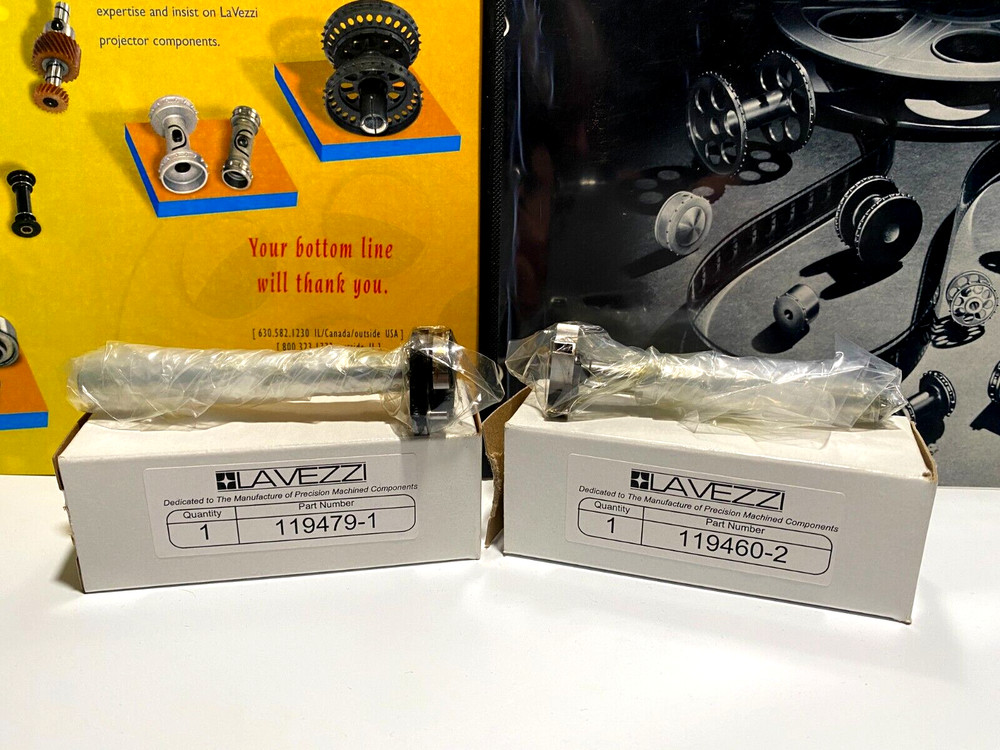 expertise and insist on LaVezzi
projector components.
Your bottom line
will thank you.
[ 630.582.1230 IL/Canada/outside USA ]
LAVEZZI
Dedicated to The Manufacture of Precision Machined Components
Quantity
Part Number
1
119479-1
LAVEZZI
Dedicated to The Manufacture of Precision Machined Components
Quantity
Part Number
1
119460-2